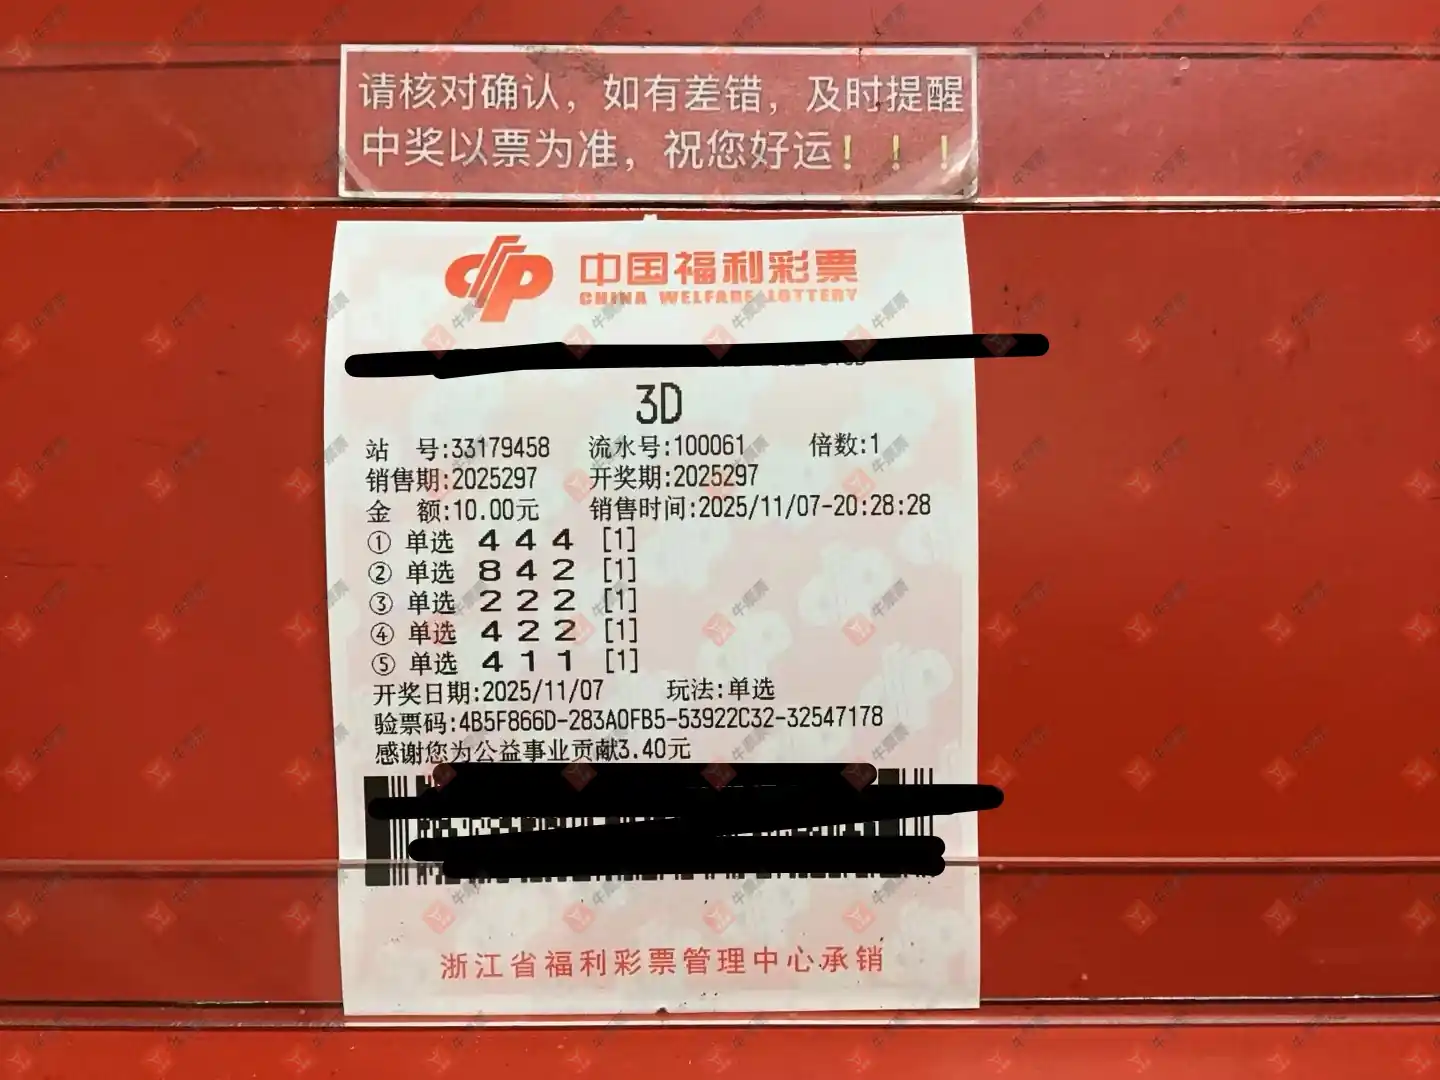 请核对确认，如有差错，及时提醒
中奖以票为准，祝您好运！！！
中国福利彩票
CHINA WELFARE LOTTERY
3D
站 号:33179458 流水号:100061 倍数:1
销售期:2025297 开奖期:2025297
金 额:10.00元 销售时间:2025/11/07-20:28:28
① 单选 4 4 4 [1]
② 单选 8 4 2 [1]
③ 单选 2 2 2 [1]
④ 单选 4 2 2 [1]
⑤ 单选 4 1 1 [1]
开奖日期:2025/11/07 玩法:单选
验票码:4B5F866D-283A0FB5-53922C32-32547178
感谢您为公益事业贡献3.40元
浙江省福利彩票管理中心承销
牛票票